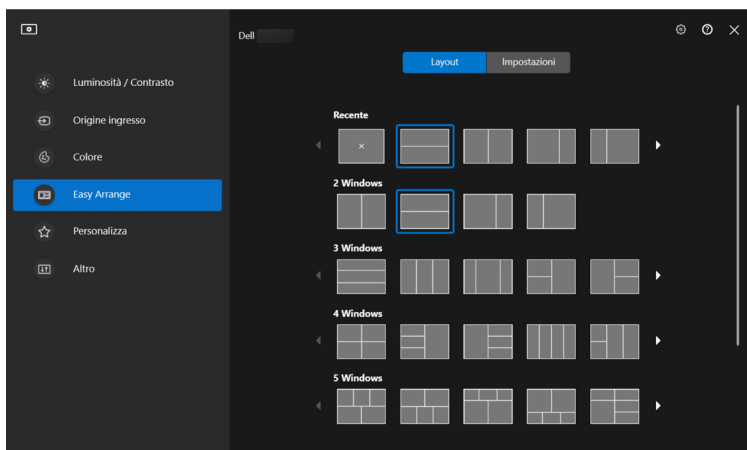 Dell
Layout
Impostazioni
Luminosità / Contrasto
Origine ingresso
Colore
Easy Arrange
Personalizza
Altro
Recente
2 Windows
3 Windows
4 Windows
5 Windows